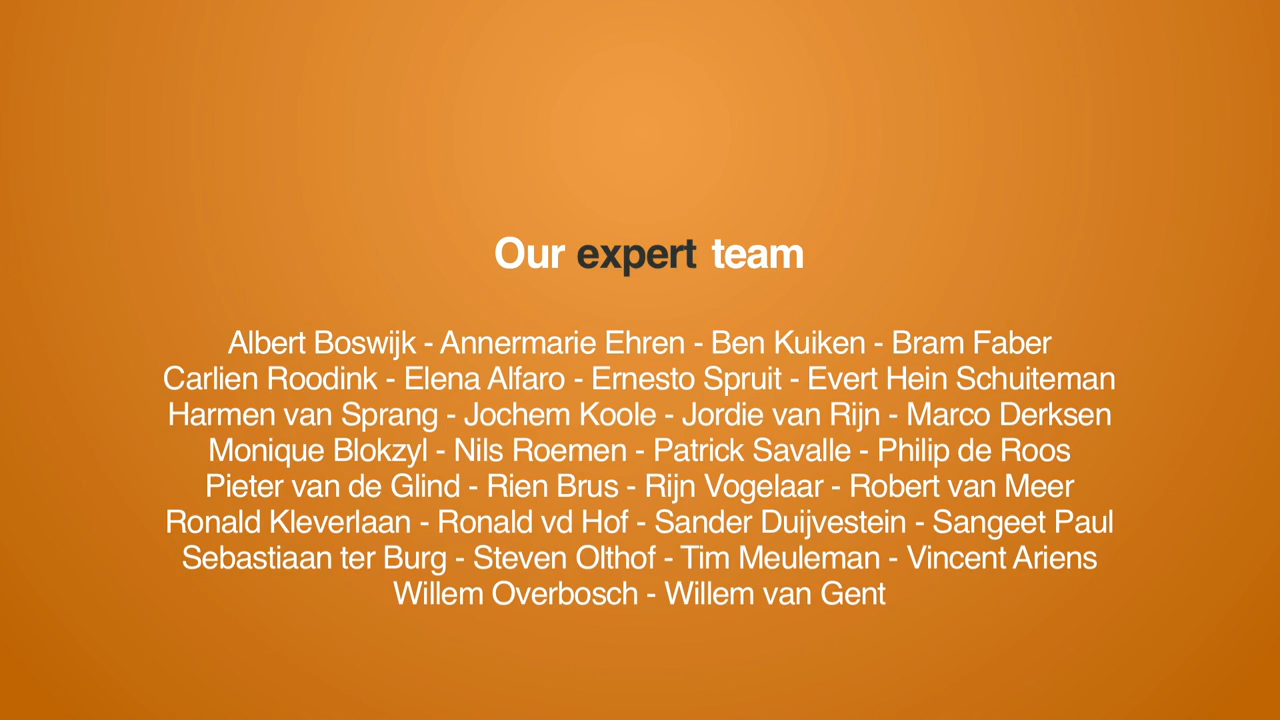 Our expert team
Albert Boswijk - Annermarie Ehren - Ben Kuiken - Bram Faber
Carlien Roodink - Elena Alfaro - Ernesto Spruit - Evert Hein Schuiteman
Harmen van Sprang - Jochem Koole - Jordie van Rijn - Marco Derksen
Monique Blokzyl - Nils Roemen - Patrick Savalle - Philip de Roos
Pieter van de Glind - Rien Brus - Rijn Vogelaar - Robert van Meer
Ronald Kleverlaan - Ronald vd Hof - Sander Duijvestein - Sangeet Paul
Sebastiaan ter Burg - Steven Olthof - Tim Meuleman - Vincent Ariens
Willem Overbosch - Willem van Gent